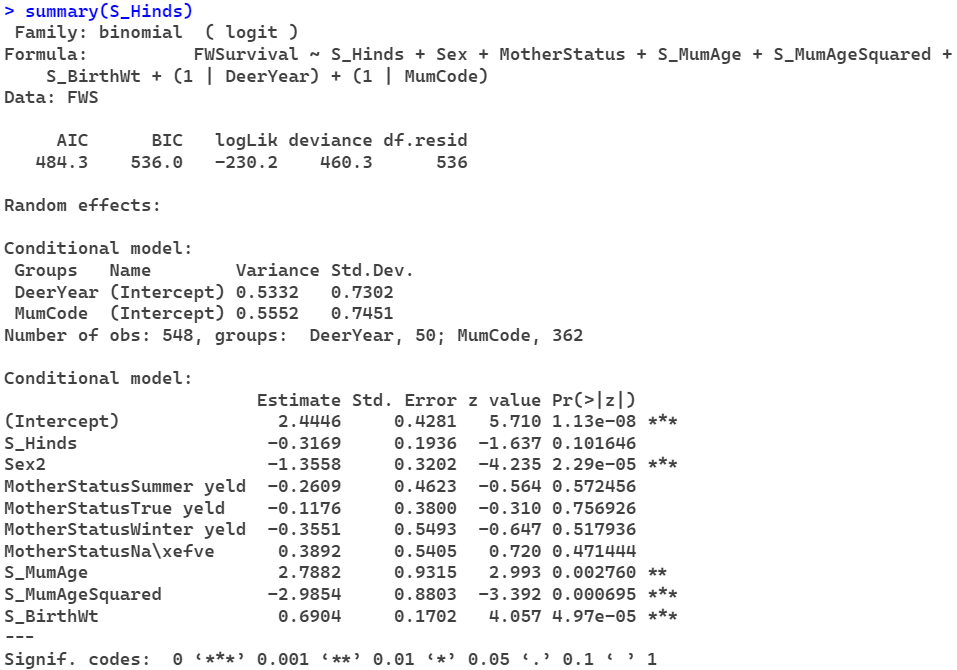 > summary(S_Hinds)
 Family: binomial  ( logit )
Formula:          FWSurvival ~ S_Hinds + Sex + MotherStatus + S_MumAge + S_MumAgeSquared +
    S_BirthWt + (1 | DeerYear) + (1 | MumCode)
Data: FWS

     AIC      BIC   logLik deviance df.resid
   484.3    536.0   -230.2    460.3      536

Random effects:

Conditional model:
 Groups   Name        Variance Std.Dev.
 DeerYear (Intercept) 0.5332   0.7302
 MumCode  (Intercept) 0.5552   0.7451
Number of obs: 548, groups:  DeerYear, 50; MumCode, 362

Conditional model:
                        Estimate Std. Error z value Pr(>|z|)
(Intercept)               2.4446     0.4281   5.710 1.13e-08 ***
S_Hinds                  -0.3169     0.1936  -1.637 0.101646
Sex2                     -1.3558     0.3202  -4.235 2.29e-05 ***
MotherStatusSummer yeld  -0.2609     0.4623  -0.564 0.572456
MotherStatusTrue yeld    -0.1176     0.3800  -0.310 0.756926
MotherStatusWinter yeld  -0.3551     0.5493  -0.647 0.517936
MotherStatusNa\xefve      0.3892     0.5405   0.720 0.471444
S_MumAge                  2.7882     0.9315   2.993 0.002760 **
S_MumAgeSquared          -2.9854     0.8803  -3.392 0.000695 ***
S_BirthWt                 0.6904     0.1702   4.057 4.97e-05 ***
---
Signif. codes:  0 ‘***’ 0.001 ‘**’ 0.01 ‘*’ 0.05 ‘.’ 0.1 ‘ ’ 1